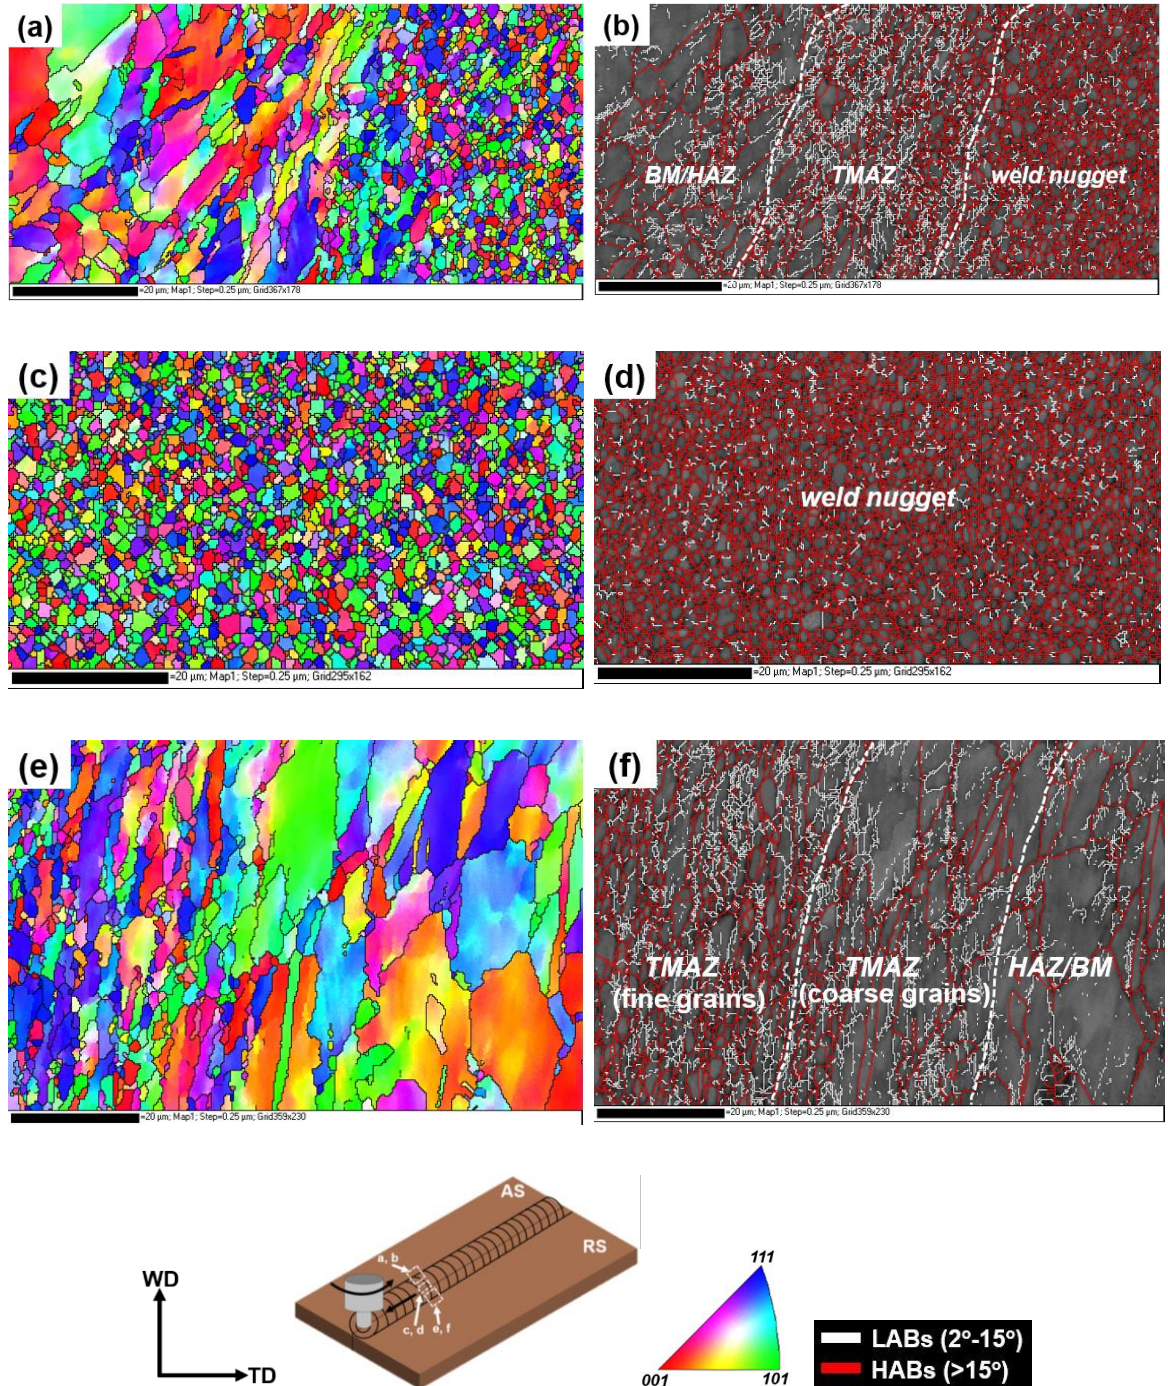 (a)
(b)
BM/HAZ
TMAZ
weld nugget
=20 µm; Map1; Step=0.25 µm; Grid367x178
=20 µm; Map1; Step=0.25 µm; Grid367x178
(c)
(d)
weld nugget
=20 µm; Map1; Step=0.25 µm; Grid295x162
=20 µm; Map1; Step=0.25 µm; Grid295x162
(e)
(f)
TMAZ
(fine grains)
TMAZ
(coarse grains)
HAZ/BM
=20 µm; Map1; Step=0.25 µm; Grid359x230
=20 µm; Map1; Step=0.25 µm; Grid359x230
AS
RS
a, b
c, d
e, f
WD
TD
111
001
101
LABs (2°-15°)
HABs (>15°)